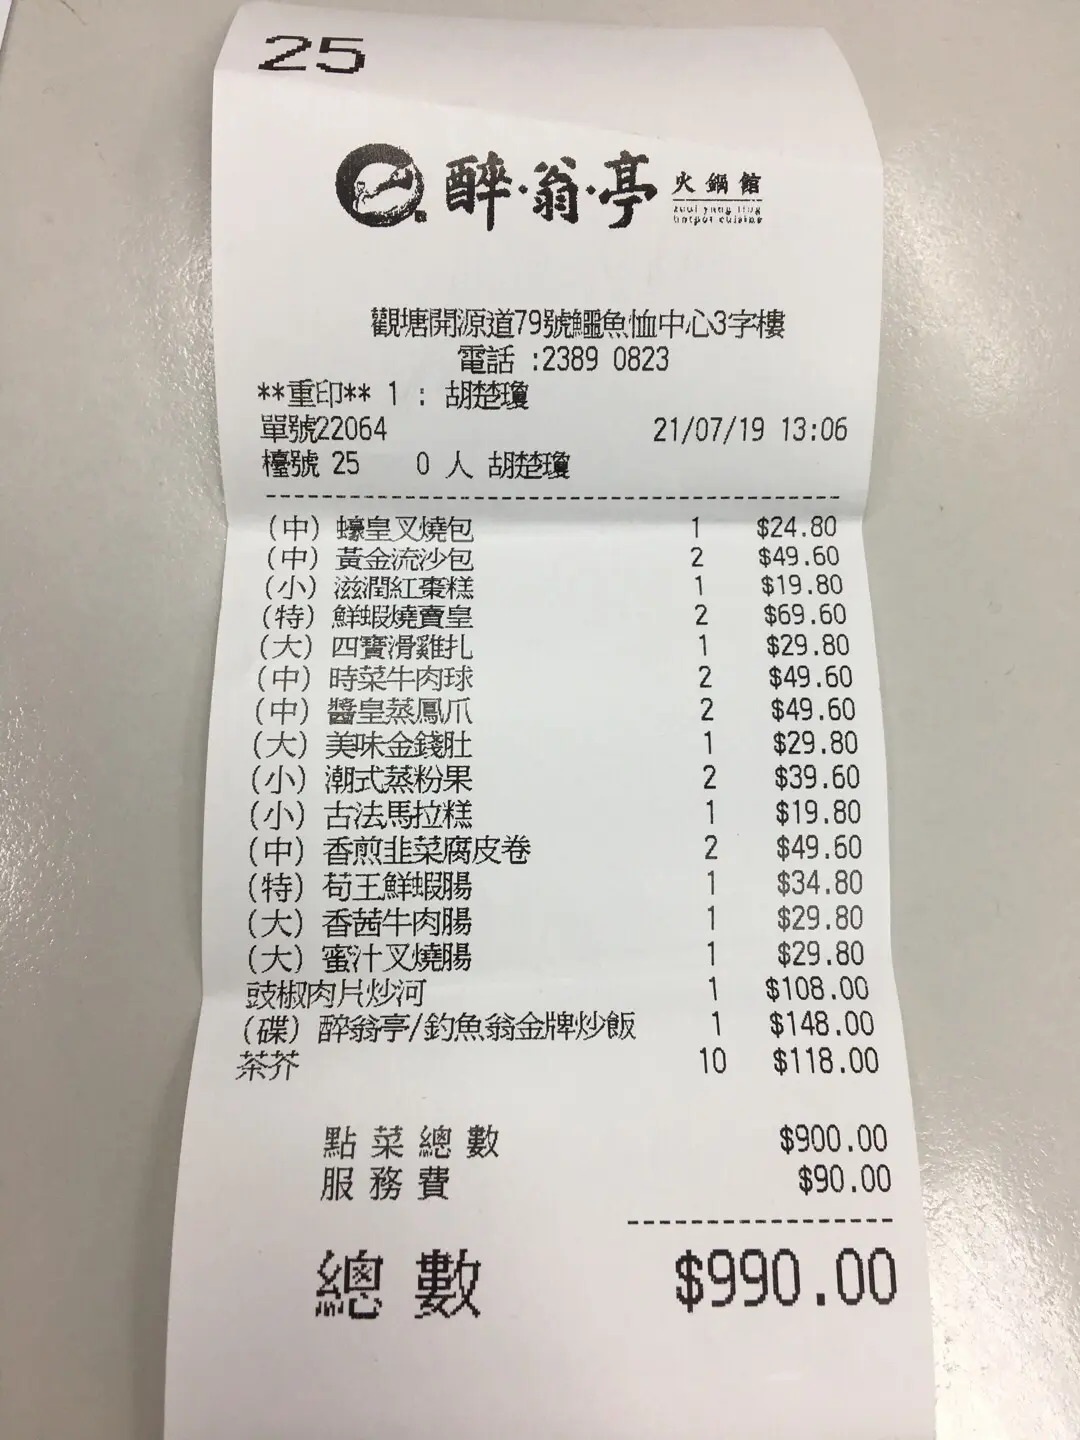 25
醉·翁·亭 火鍋館
zuui yung ting
hotpot cuisine
觀塘開源道79號鱷魚恤中心3字樓
電話 :2389 0823
**重印** 1 : 胡楚瓊
單號22064 21/07/19 13:06
檯號 25 0 人 胡楚瓊
(中) 蠔皇叉燒包 1 $24.80
(中) 黃金流沙包 2 $49.60
(小) 滋潤紅棗糕 1 $19.80
(特) 鮮蝦燒賣皇 2 $69.60
(大) 四寶滑雞扎 1 $29.80
(中) 時菜牛肉球 2 $49.60
(中) 醬皇蒸鳳爪 2 $49.60
(大) 美味金錢肚 1 $29.80
(小) 潮式蒸粉果 2 $39.60
(小) 古法馬拉糕 1 $19.80
(中) 香煎韭菜腐皮卷 2 $49.60
(特) 荀王鮮蝦腸 1 $34.80
(大) 香茜牛肉腸 1 $29.80
(大) 蜜汁叉燒腸 1 $29.80
豉椒肉片炒河 1 $108.00
(碟) 醉翁亭/釣魚翁金牌炒飯 1 $148.00
茶芥 10 $118.00
點菜總數 $900.00
服務費 $90.00
總數 $990.00